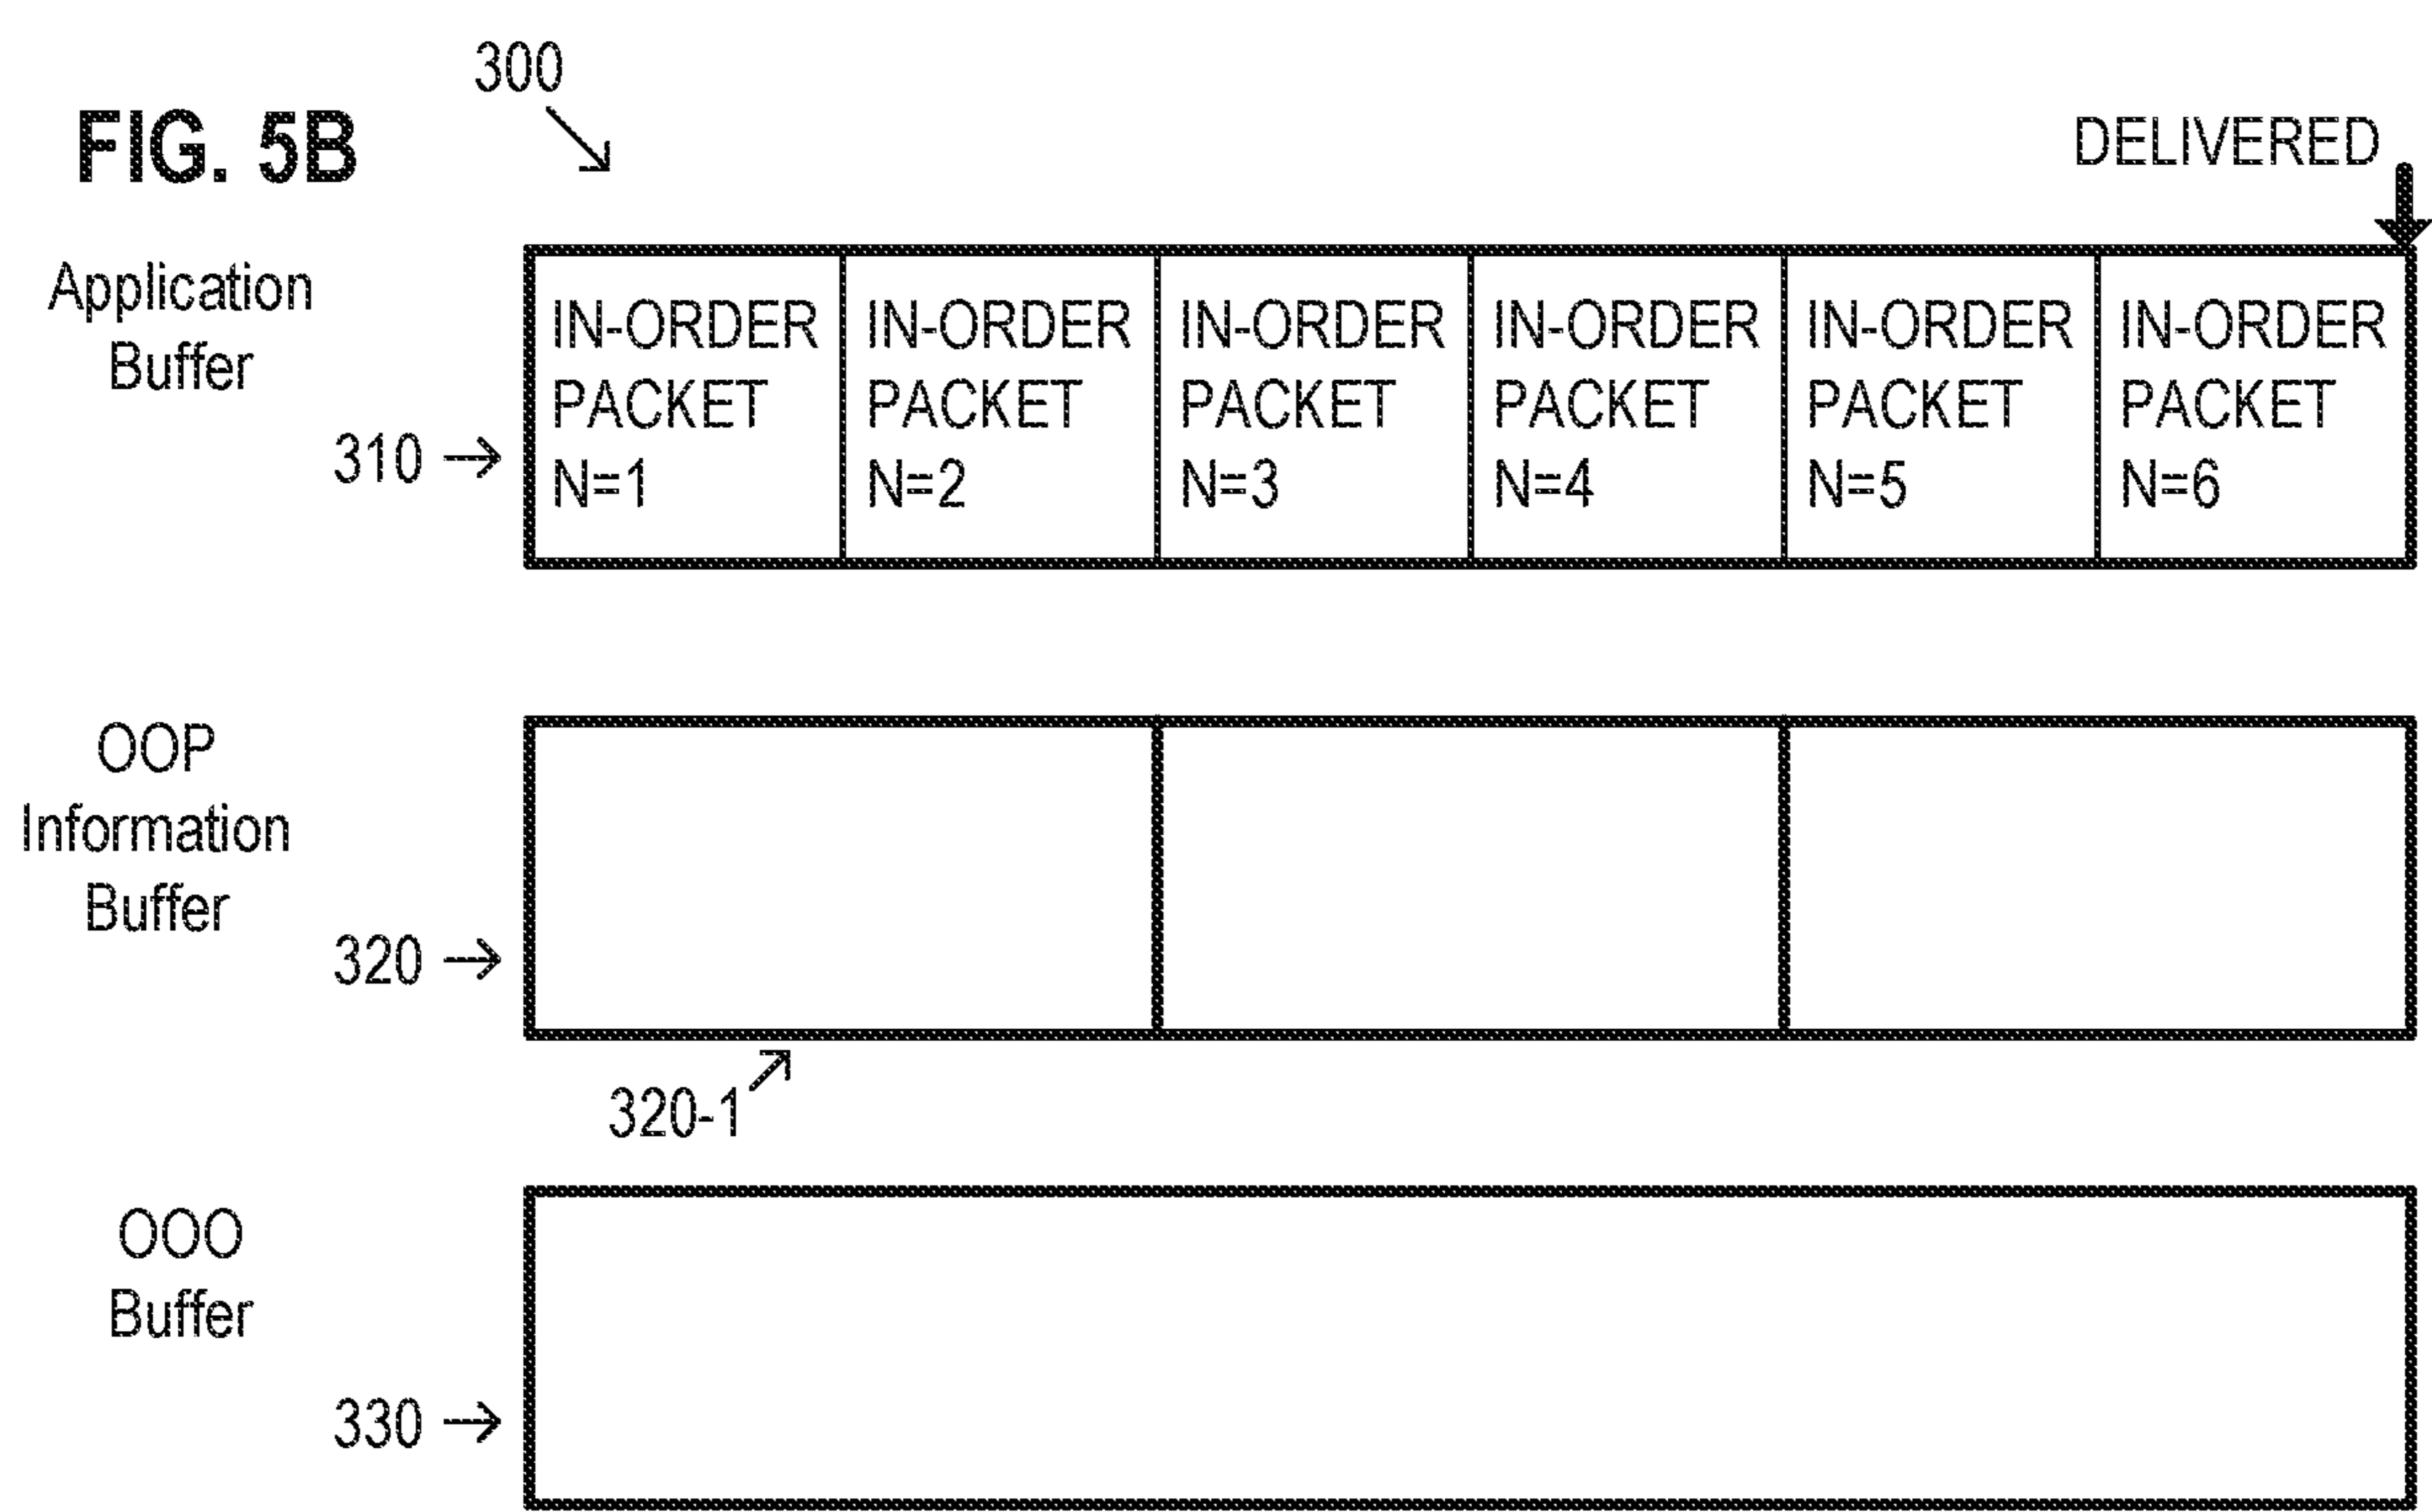 300
FIG. 5B
DELIVERED
Application
Buffer
310
IN-ORDER
PACKET
N=1
IN-ORDER
PACKET
N=2
IN-ORDER
PACKET
N=3
IN-ORDER
PACKET
N=4
IN-ORDER
PACKET
N=5
IN-ORDER
PACKET
N=6
OOP
Information
Buffer
320
320-1
OOO
Buffer
330